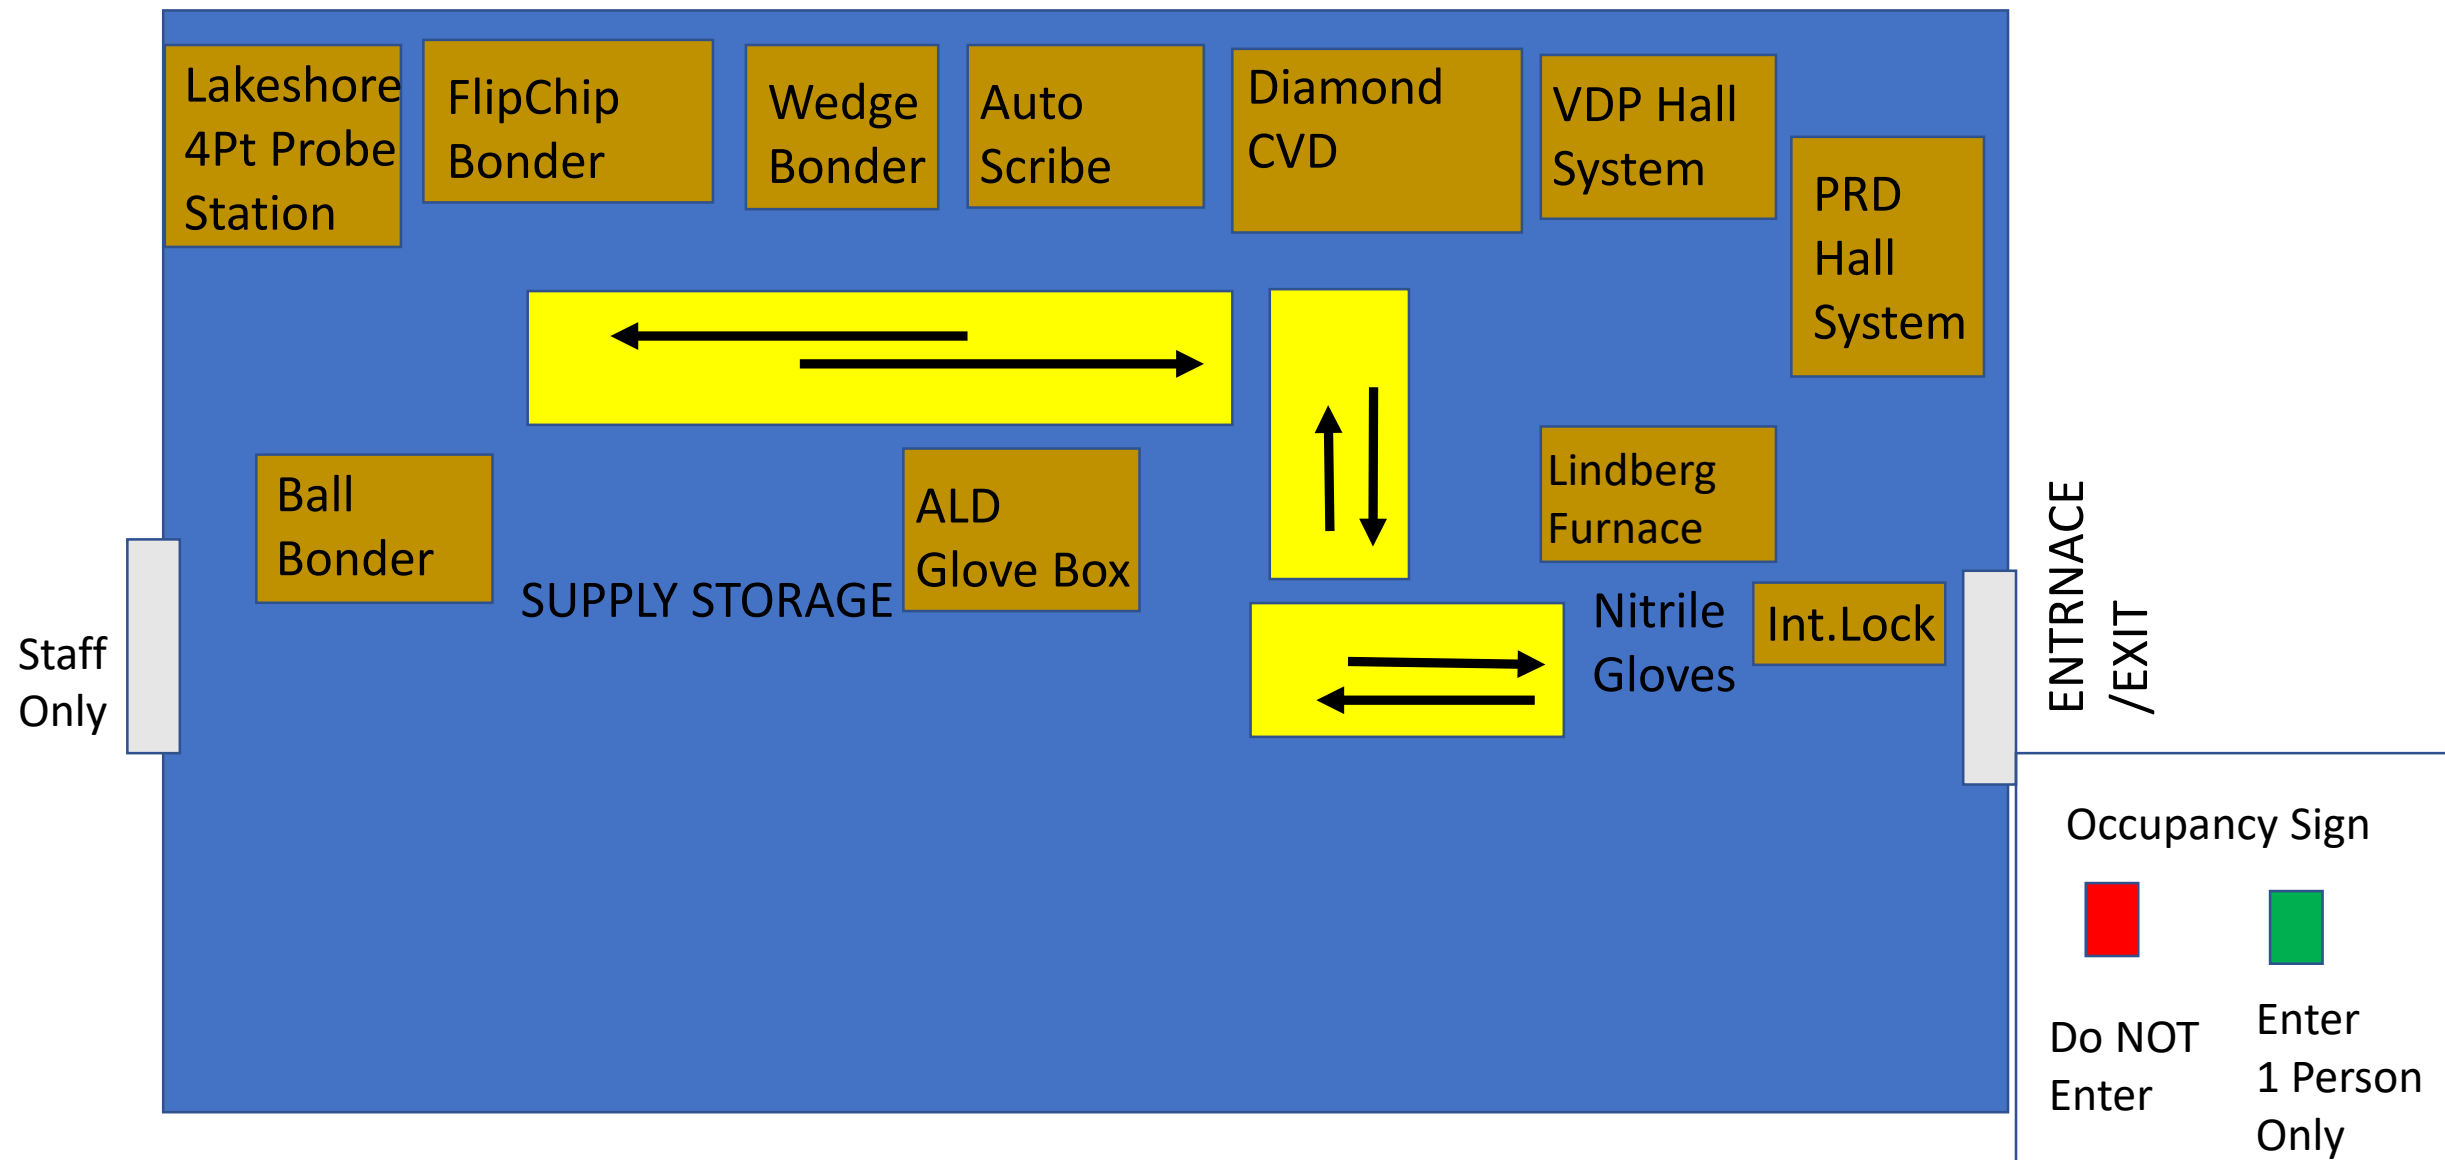 Lakeshore
4Pt Probe
Station
FlipChip
Bonder
Wedge
Bonder
Auto
Scribe
Diamond
CVD
VDP Hall
System
PRD
Hall
System
Ball
Bonder
SUPPLY STORAGE
ALD
Glove Box
Lindberg
Furnace
Nitrile
Gloves
Int.Lock
Staff
Only
ENTRNACE
/EXIT
Occupancy Sign
Do NOT
Enter
Enter
1 Person
Only